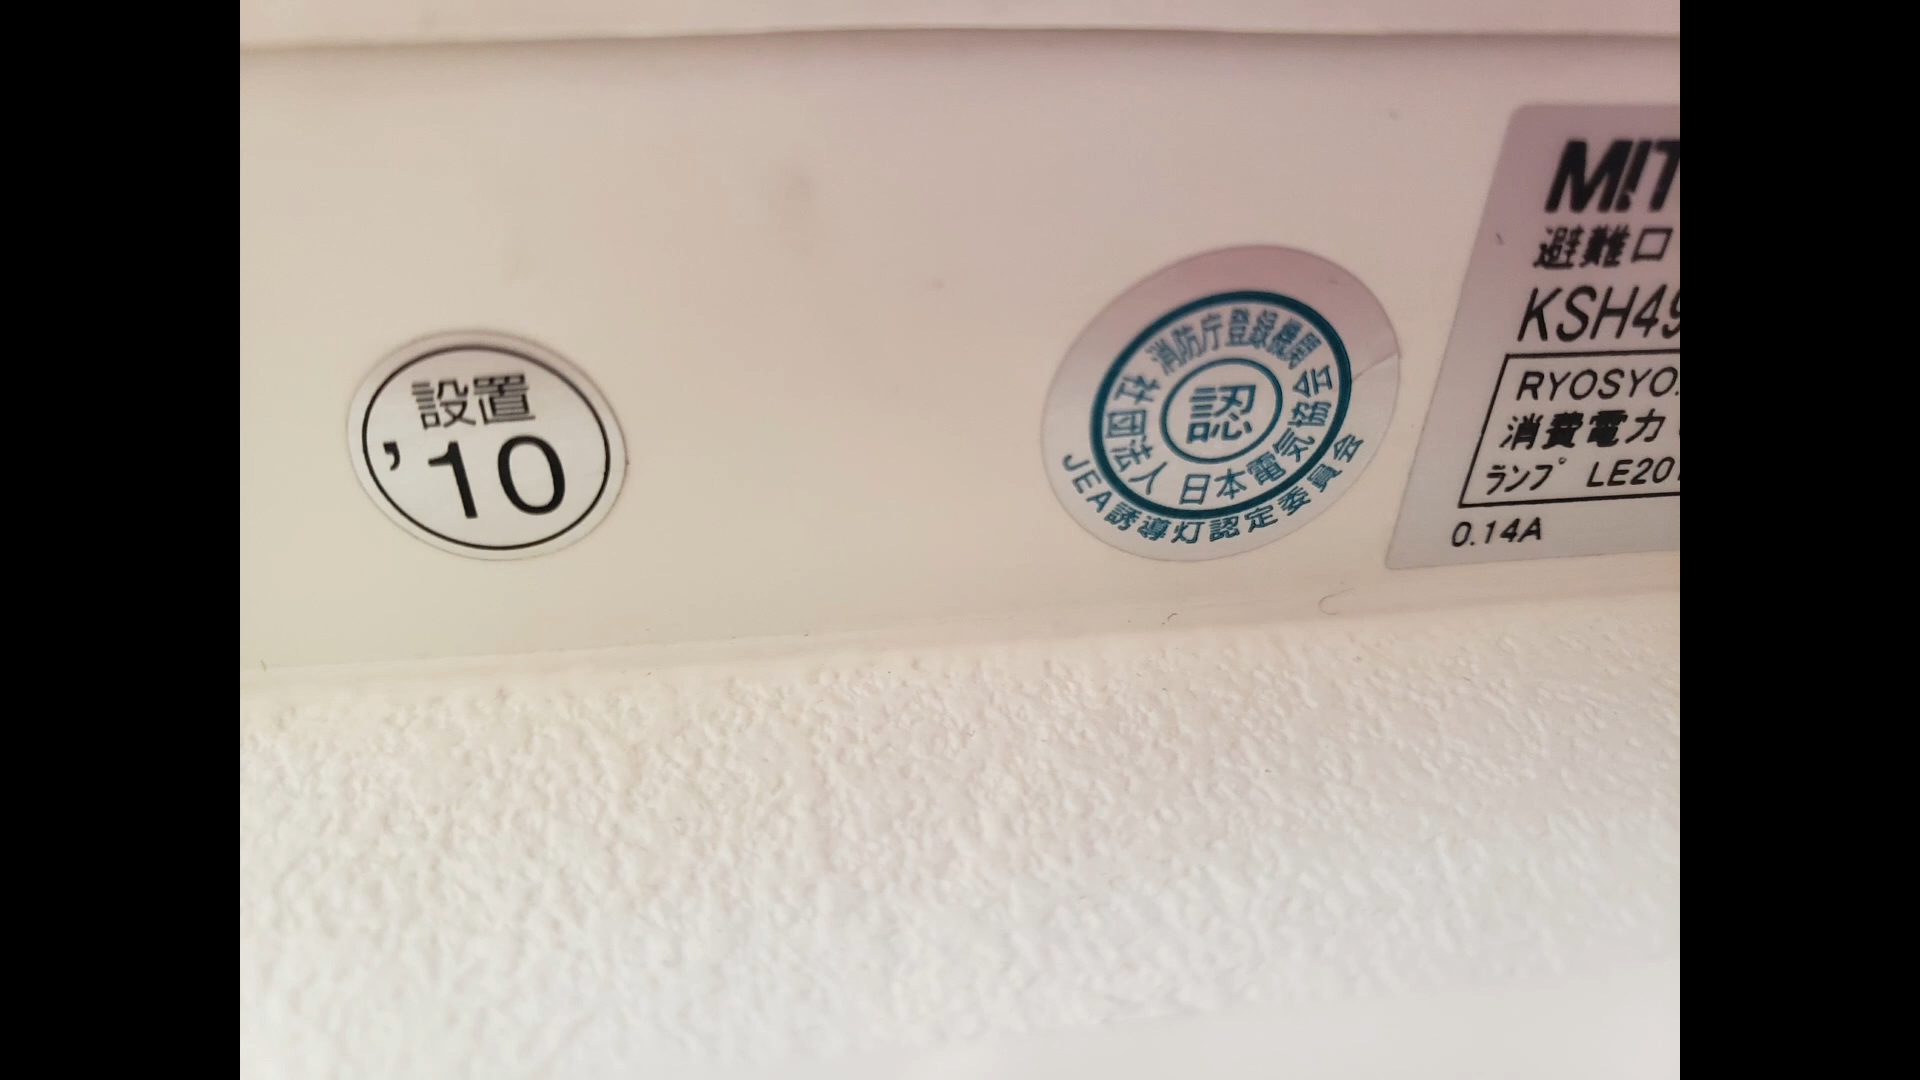 設置
'10
消防庁登録機関
認
社団法人 日本電気協会
JEA誘導灯認定委員会
MIT
避難口
KSH49
RYOSYO
消費電力
ランプ LE20
0.14A